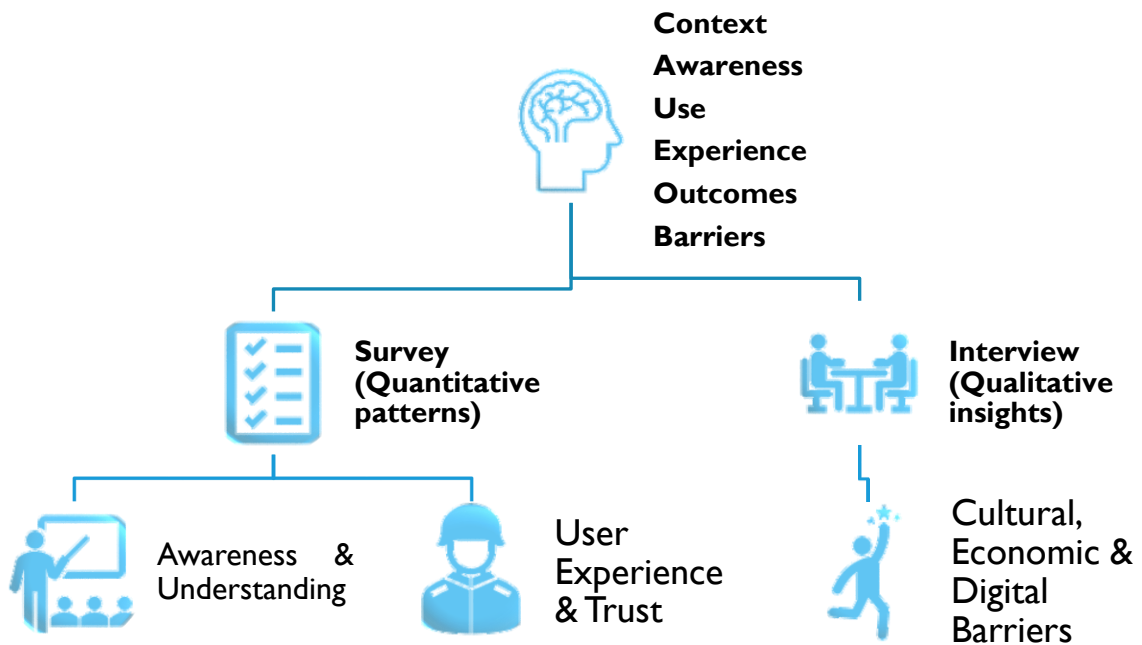 Context
Awareness
Use
Experience
Outcomes
Barriers
Survey
(Quantitative
patterns)
Interview
(Qualitative
insights)
Awareness &
Understanding
User
Experience
& Trust
Cultural,
Economic &
Digital
Barriers